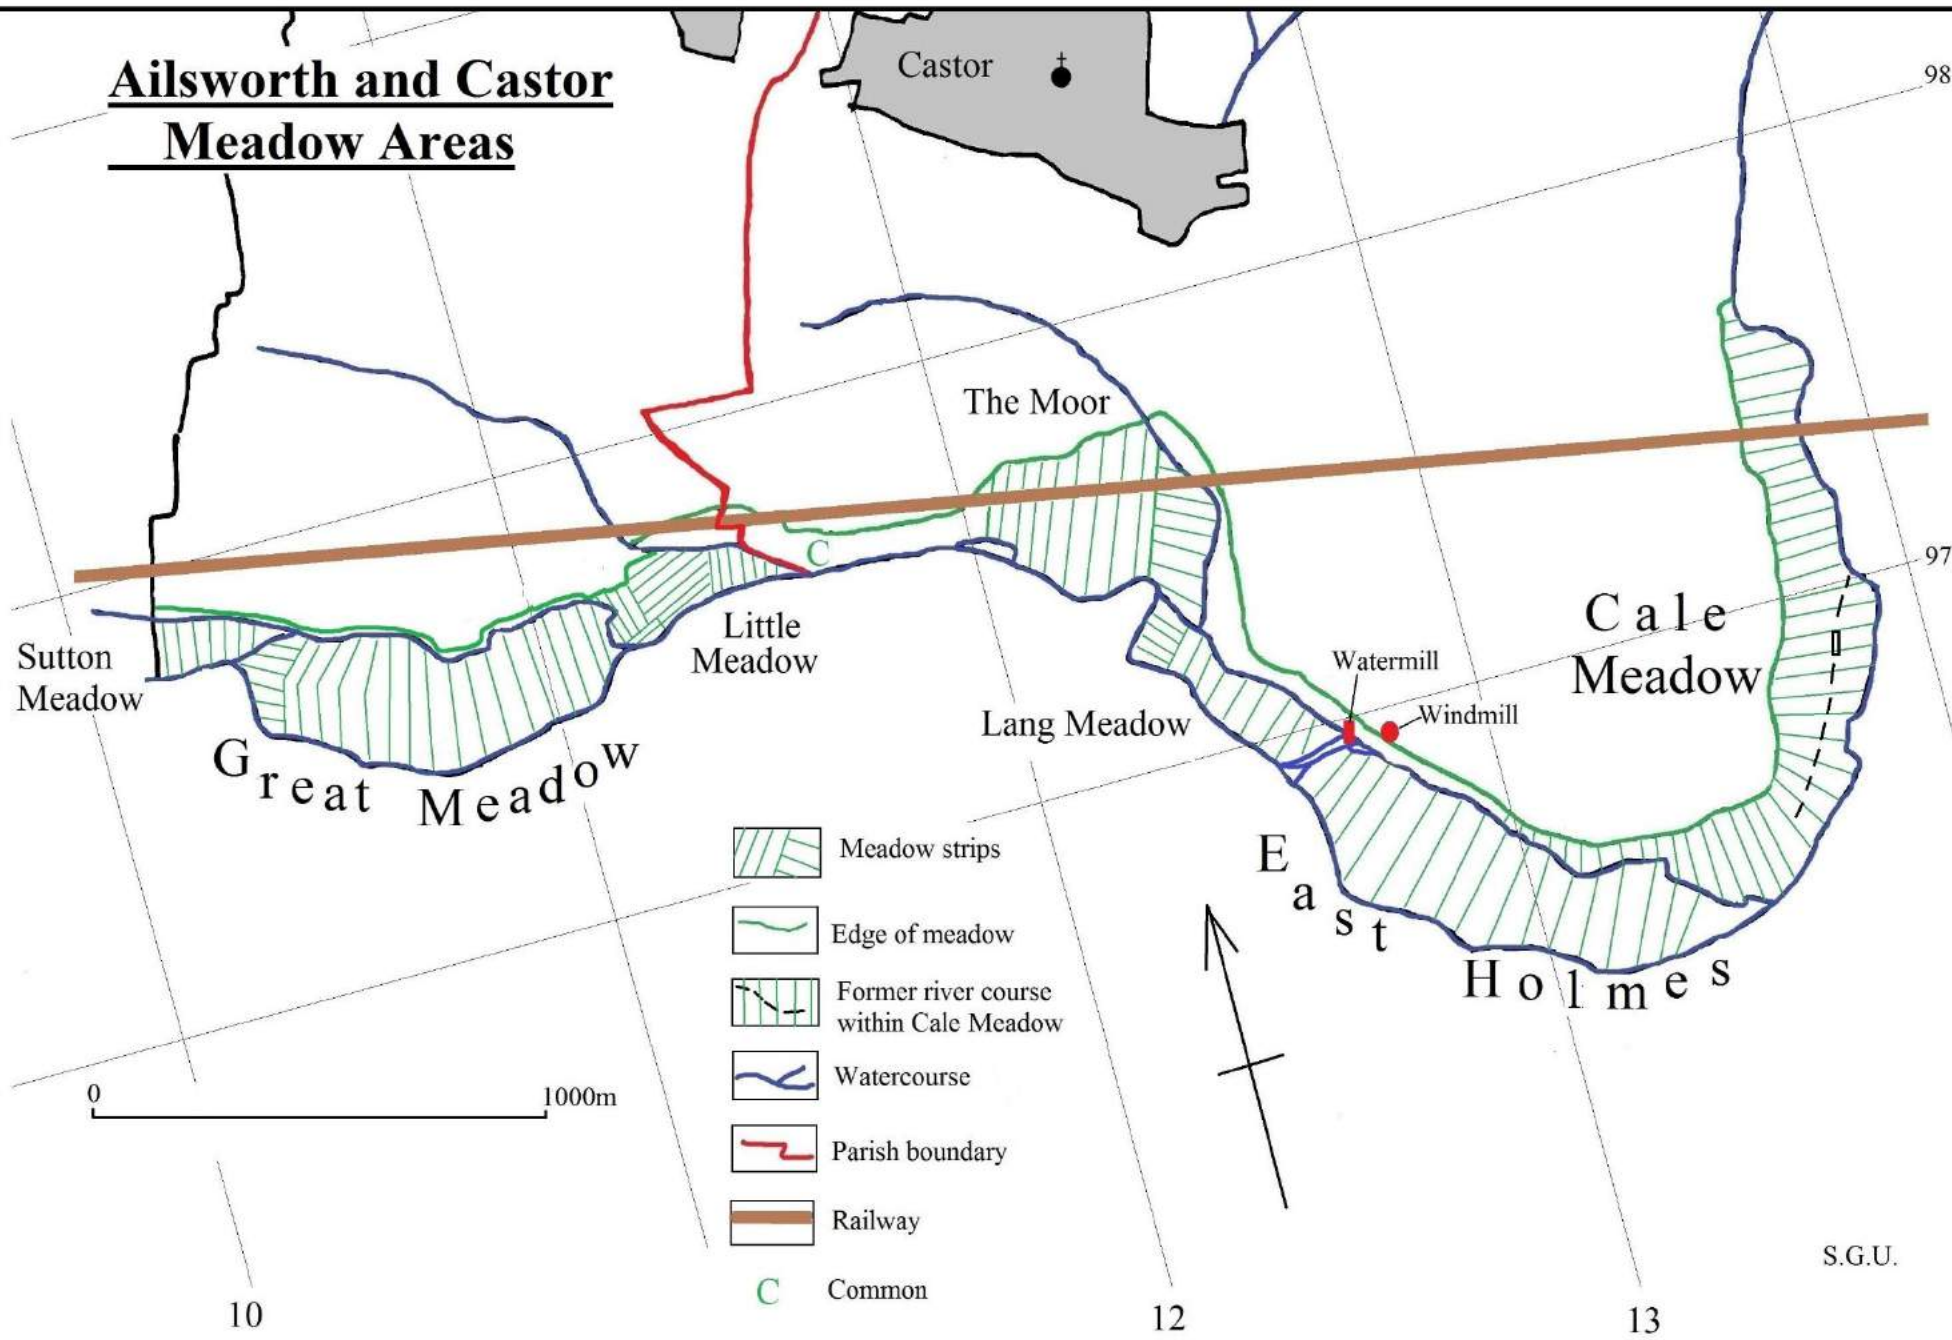 Ailsworth and Castor
Meadow Areas
Castor
98
The Moor
C
97
Cale
Meadow
Little
Meadow
Sutton
Meadow
Watermill
Windmill
Lang Meadow
Great Meadow
East Holmes
Meadow strips
Edge of meadow
Former river course
within Cale Meadow
Watercourse
Parish boundary
Railway
C Common
0 1000m
S.G.U.
10 12 13